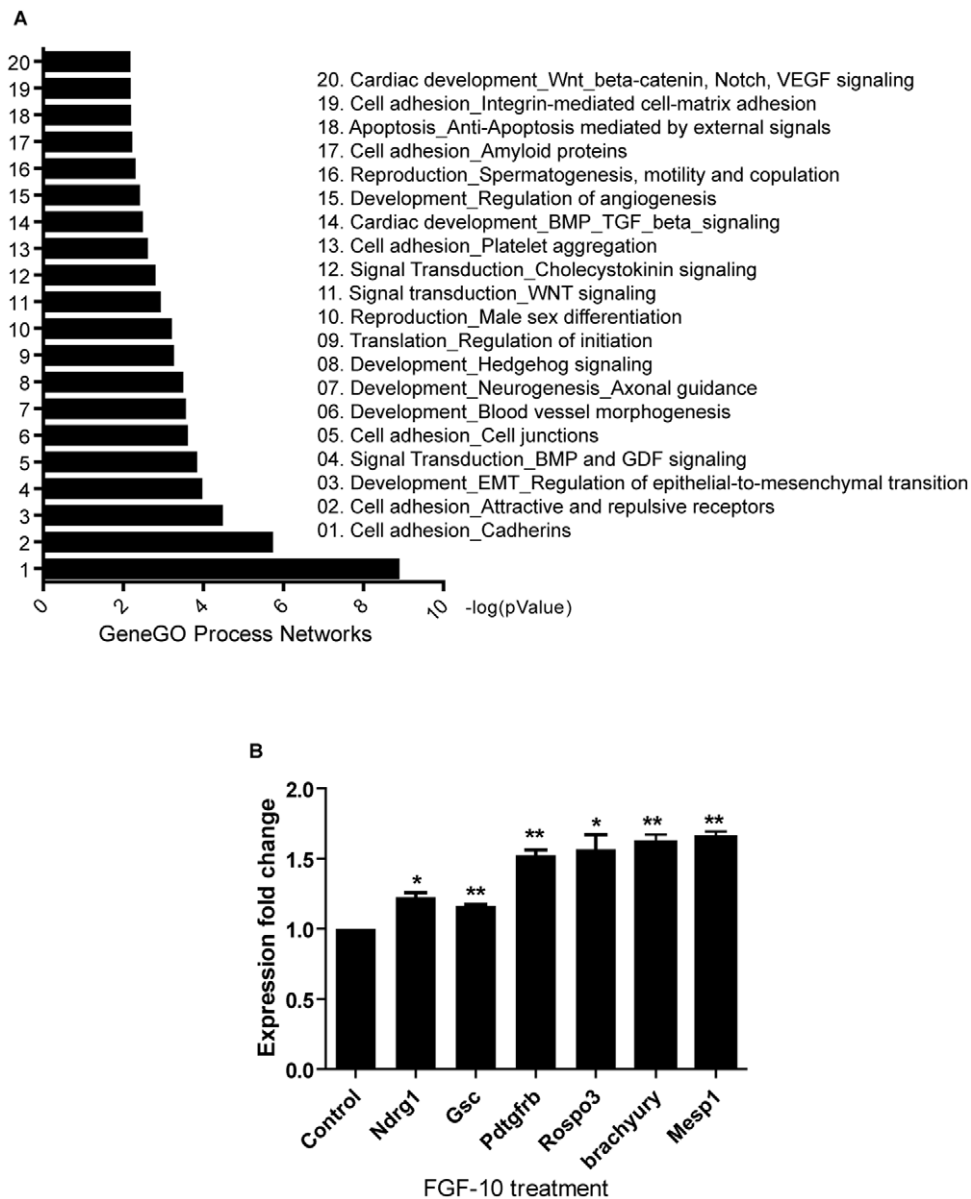 A
20
19
18
17
16
15
14
13
12
11
10
9
8
7
6
5
4
3
2
1
20. Cardiac development_Wnt_beta-catenin, Notch, VEGF signaling
19. Cell adhesion_Integrin-mediated cell-matrix adhesion
18. Apoptosis_Anti-Apoptosis mediated by external signals
17. Cell adhesion_Amyloid proteins
16. Reproduction_Spermatogenesis, motility and copulation
15. Development_Regulation of angiogenesis
14. Cardiac development_BMP_TGF_beta_signaling
13. Cell adhesion_Platelet aggregation
12. Signal Transduction_Cholecystokinin signaling
11. Signal transduction_WNT signaling
10. Reproduction_Male sex differentiation
09. Translation_Regulation of initiation
08. Development_Hedgehog signaling
07. Development_Neurogenesis_Axonal guidance
06. Development_Blood vessel morphogenesis
05. Cell adhesion_Cell junctions
04. Signal Transduction_BMP and GDF signaling
03. Development_EMT_Regulation of epithelial-to-mesenchymal transition
02. Cell adhesion_Attractive and repulsive receptors
01. Cell adhesion_Cadherins
0 2 4 6 8 10 -log(pValue)
GeneGO Process Networks
B
Expression fold change
2.0
1.5
1.0
0.5
0.0
* ** ** * ** **
Control Ndrg1 Gsc Pdtgfrb Rospo3 brachyury Mesp1
FGF-10 treatment